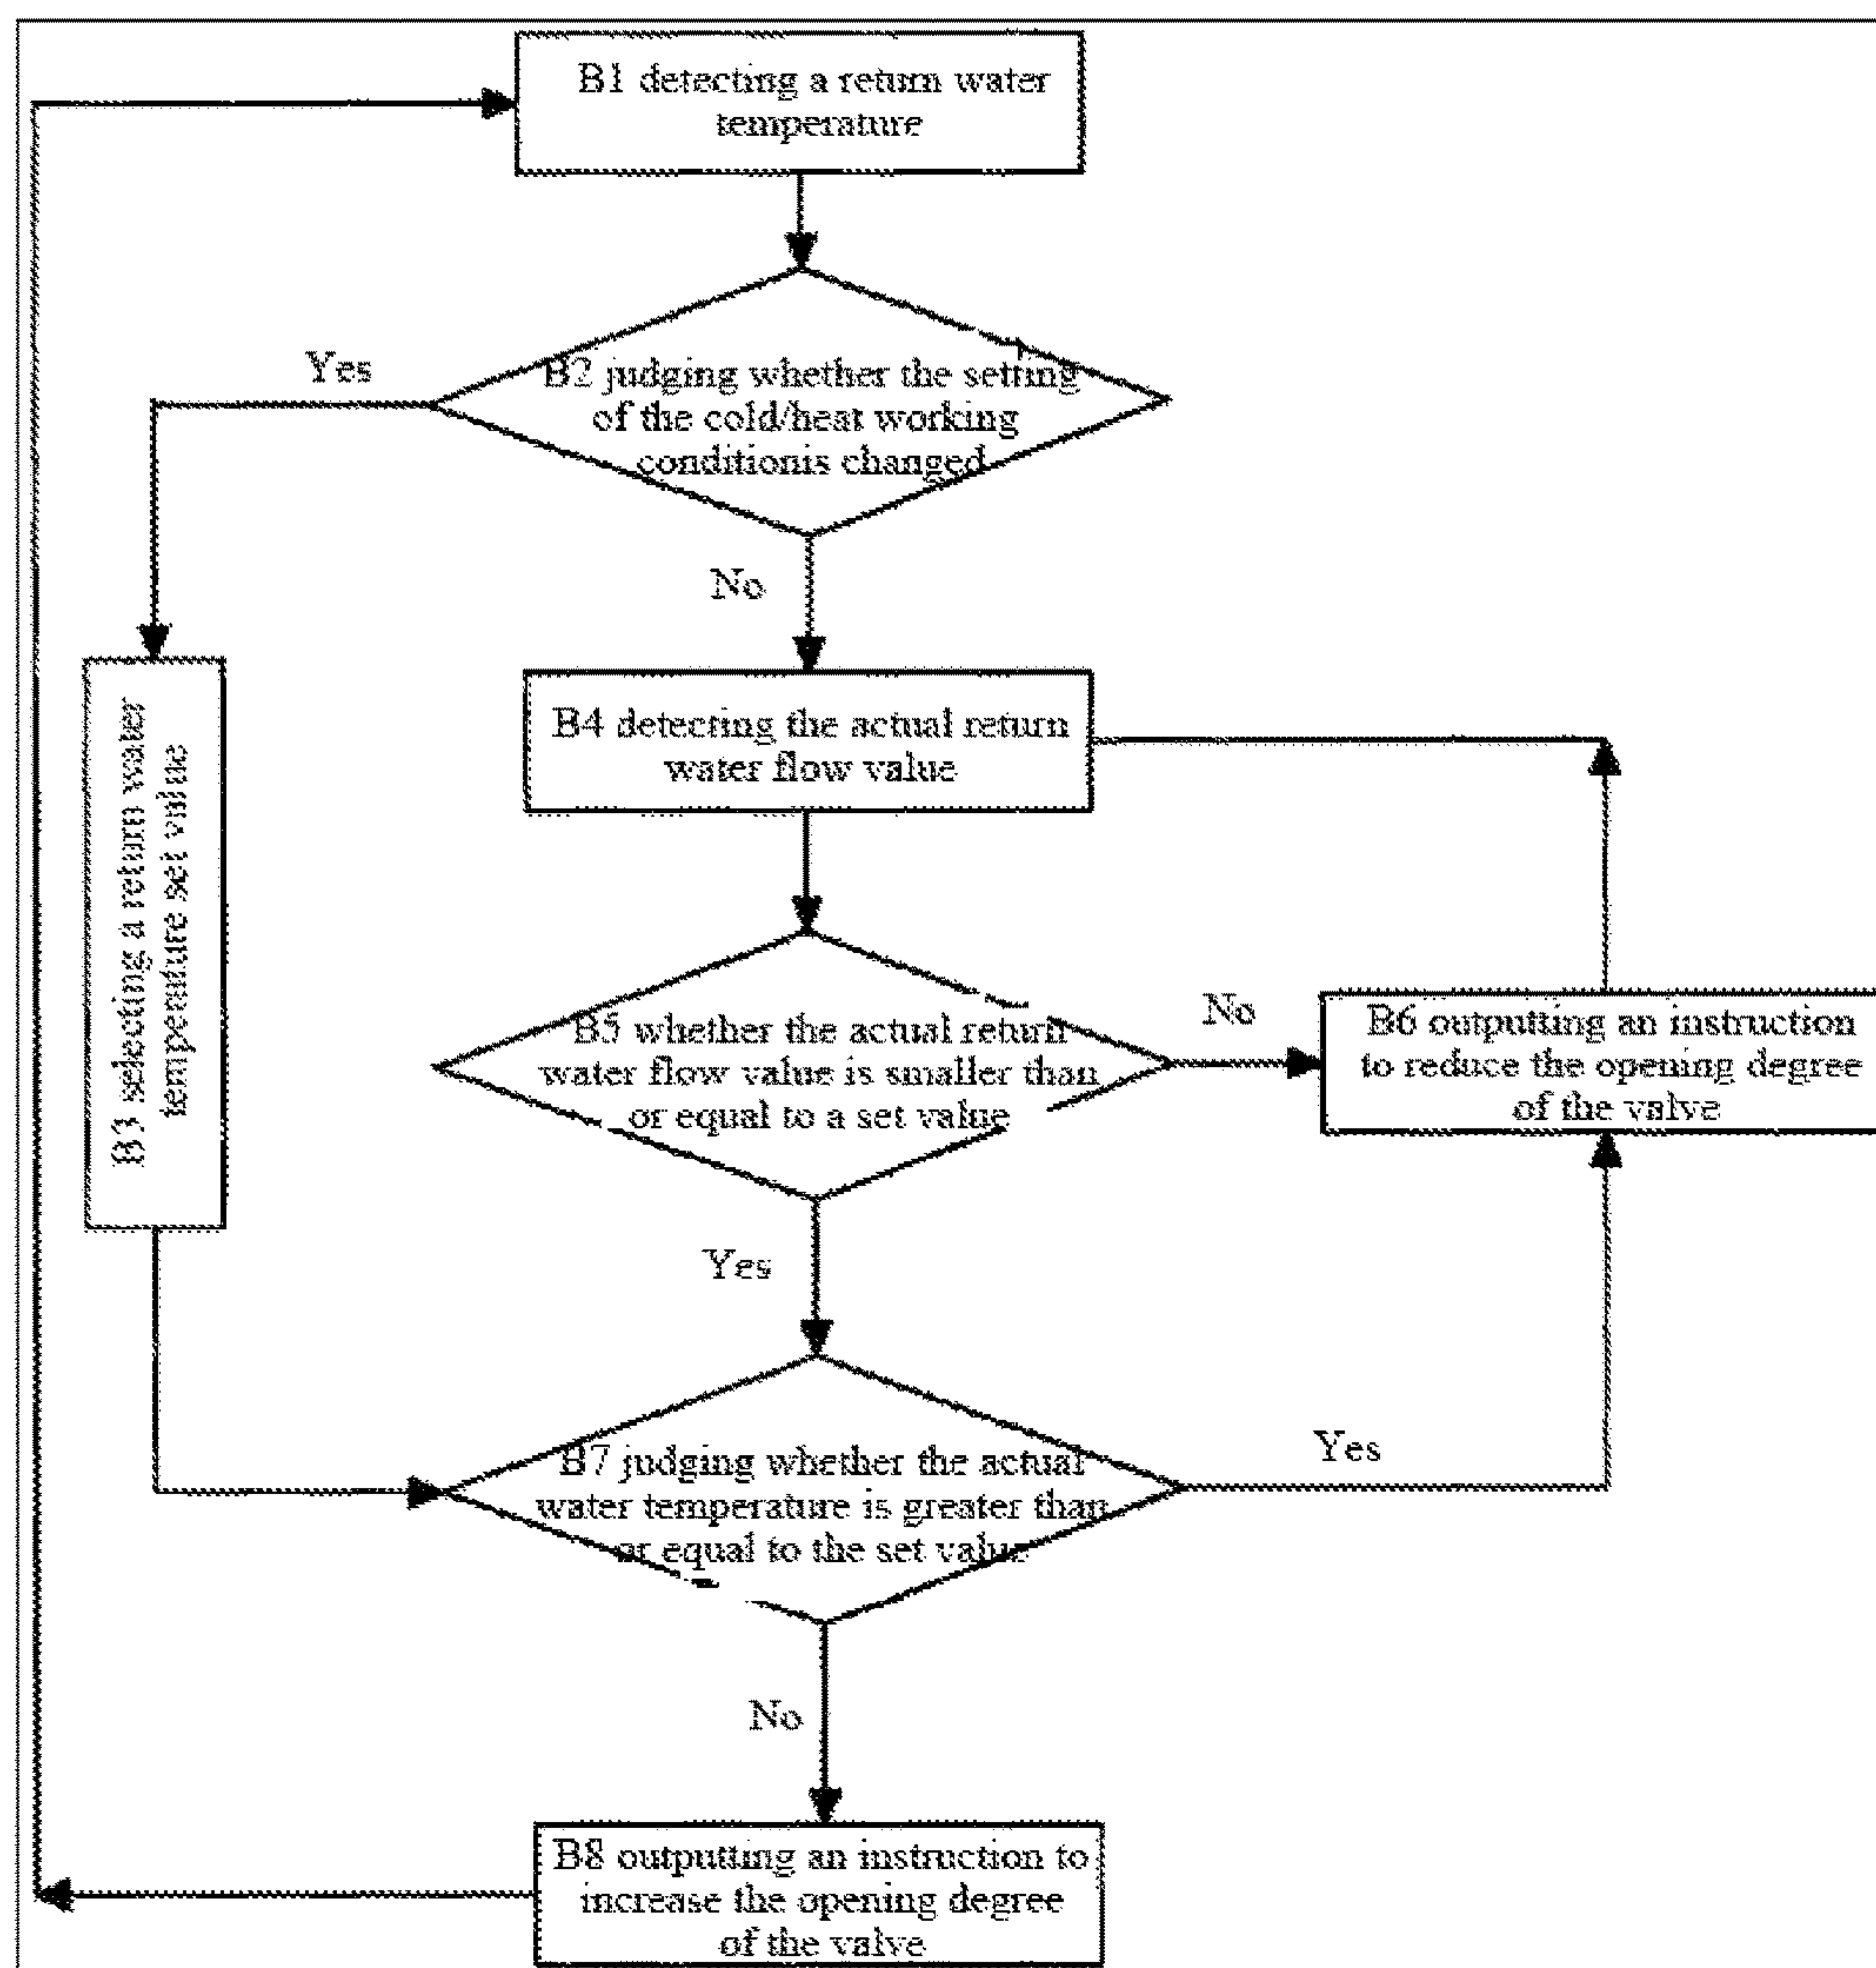 B1 detecting a return water
temperature
Yes
B2 judging whether the setting
of the cold/heat working
conditionis changed
No
B3 selecting a return water
temperature set value
B4 detecting the actual return
water flow value
B5 whether the actual return
water flow value is smaller than
or equal to a set value
No
B6 outputting an instruction
to reduce the opening degree
of the valve
Yes
B7 judging whether the actual
water temperature is greater than
or equal to the set value
Yes
No
B8 outputting an instruction to
increase the opening degree
of the valve